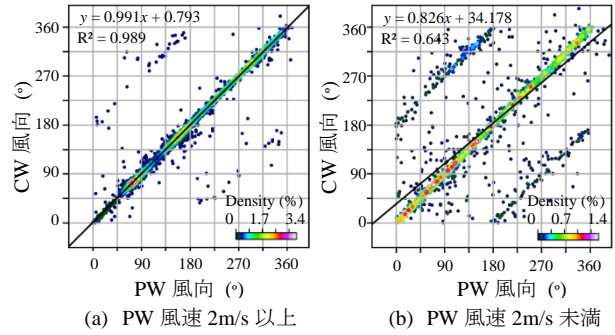 y = 0.991x + 0.793
R² = 0.989
360
270
180
90
0
CW 風向 (º)
Density (%)
0 1.7 3.4
0 90 180 270 360
PW 風向 (º)
(a) PW 風速 2m/s 以上
y = 0.826x + 34.178
R² = 0.643
360
270
180
90
0
CW 風向 (º)
Density (%)
0 0.7 1.4
0 90 180 270 360
PW 風向 (º)
(b) PW 風速 2m/s 未満